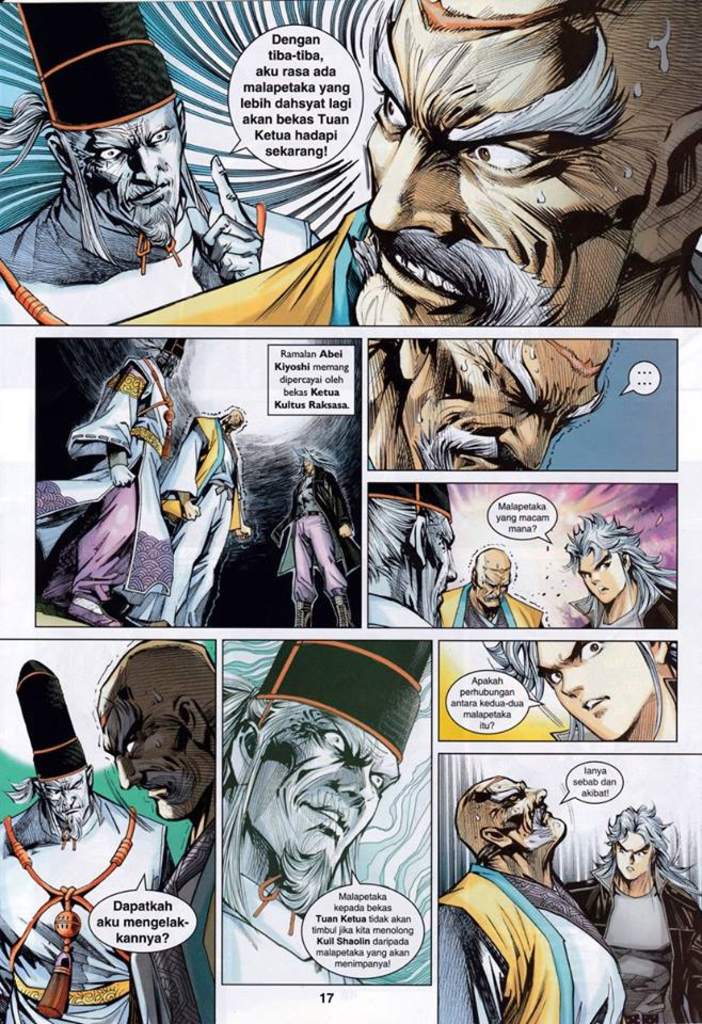 Dengan
tiba-tiba,
aku rasa ada
malapetaka yang
lebih dahsyat lagi
akan bekas Tuan
Ketua hadapi
sekarang!
Ramalan Abei
Kiyoshi memang
dipercayai oleh
bekas Ketua
Kultus Raksasa.
...
...
Malapetaka
yang macam
mana?
Dapatkah
aku mengelak-
kannya?
Malapetaka
kepada bekas
Tuan Ketua tidak akan
timbul jika kita menolong
Kuil Shaolin daripada
malapetaka yang akan
menimpanya!
Apakah
perhubungan
antara kedua-dua
malapetaka
itu?
Ianya
sebab dan
akibat!
17